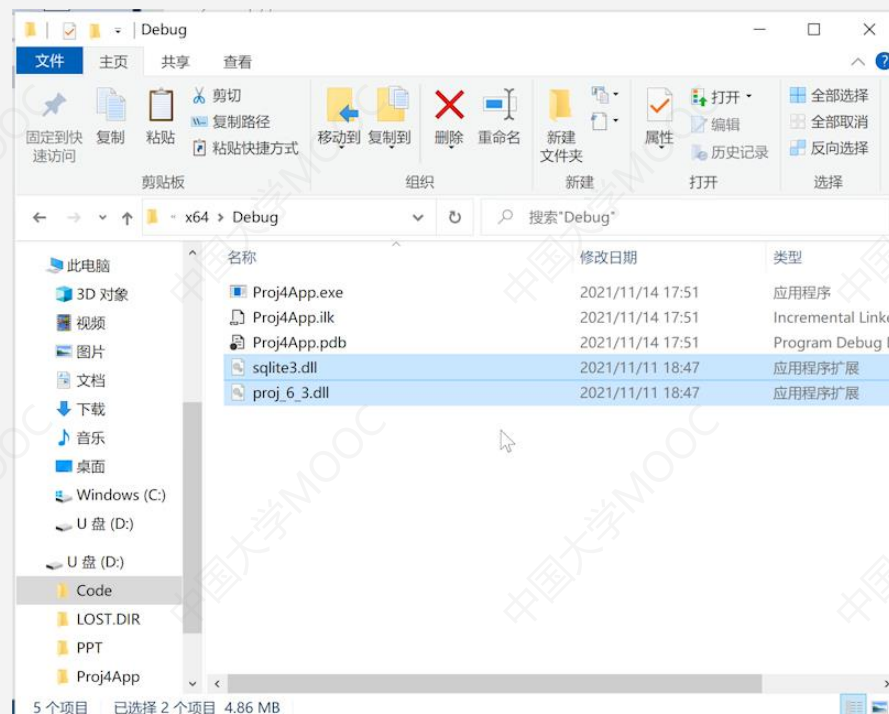 Debug
文件 主页 共享 查看
固定到快速访问
复制
粘贴
剪切
复制路径
粘贴快捷方式
移动到 复制到
删除 重命名
新建文件夹
属性
打开
编辑
历史记录
全部选择
全部取消
反向选择
剪贴板 组织 新建 打开 选择
x64 > Debug
搜索"Debug"
名称 修改日期 类型
Proj4App.exe 2021/11/14 17:51 应用程序
Proj4App.ilk 2021/11/14 17:51 Incremental Linke
Proj4App.pdb 2021/11/14 17:51 Program Debug
sqlite3.dll 2021/11/11 18:47 应用程序扩展
proj_6_3.dll 2021/11/11 18:47 应用程序扩展
此电脑
3D 对象
视频
图片
文档
下载
音乐
桌面
Windows (C:)
U 盘 (D:)
U 盘 (D:)
Code
LOST.DIR
PPT
Proj4App
5 个项目 已选择 2 个项目 4.86 MB
中国大学MOOC